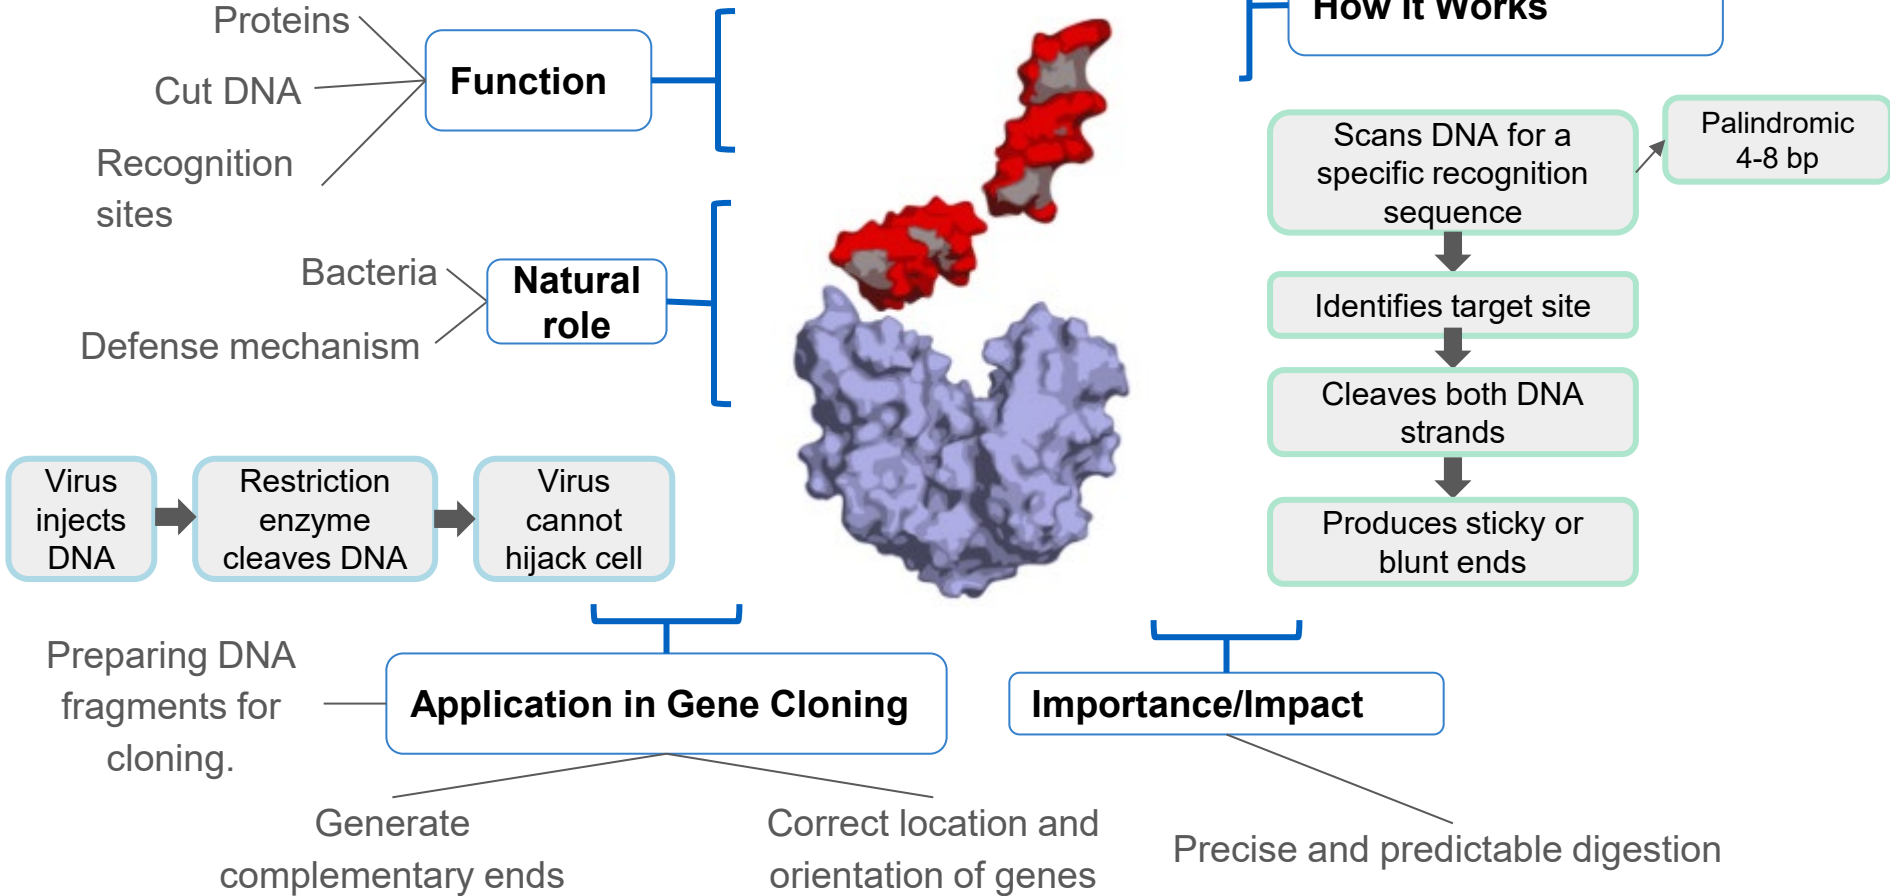 Proteins
Cut DNA
Recognition
sites
Function
Bacteria
Defense mechanism
Natural
role
Virus
injects
DNA
Restriction
enzyme
cleaves DNA
Virus
cannot
hijack cell
How It Works
Scans DNA for a
specific recognition
sequence
Palindromic
4-8 bp
Identifies target site
Cleaves both DNA
strands
Produces sticky or
blunt ends
Preparing DNA
fragments for
cloning.
Application in Gene Cloning
Generate
complementary ends
Correct location and
orientation of genes
Importance/Impact
Precise and predictable digestion